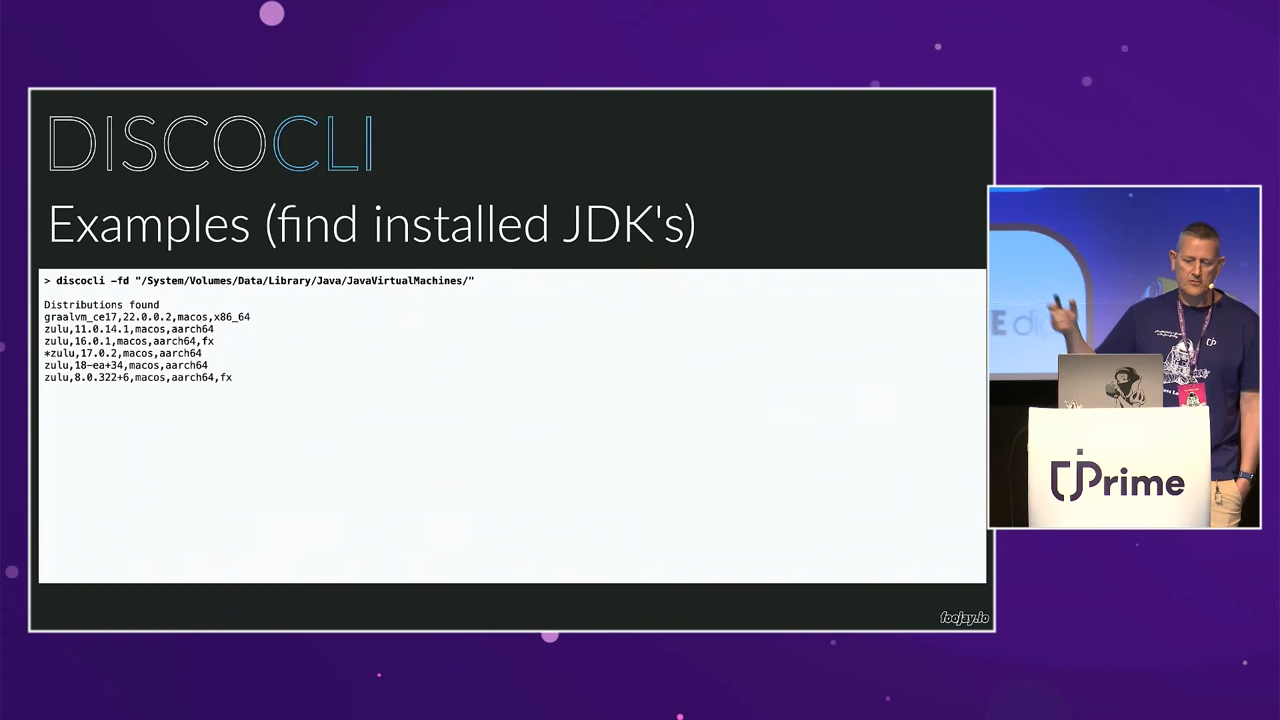 DISCOCLI
Examples (find installed JDK's)
> discocli -fd "/System/Volumes/Data/Library/Java/JavaVirtualMachines/"
Distributions found
graalvm_ce17,22.0.0.2,macos,x86_64
zulu,11.0.14.1,macos,aarch64
zulu,16.0.1,macos,aarch64,fx
*zulu,17.0.2,macos,aarch64
zulu,18-ea+34,macos,aarch64
zulu,8.0.322+6,macos,aarch64,fx
foojay.io
E digi
jPrime